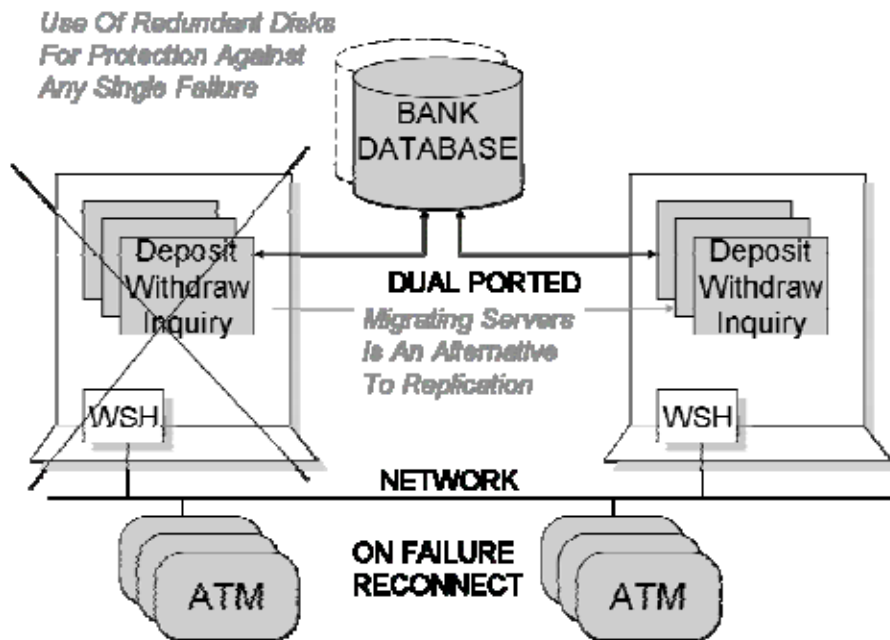 Use Of Redundant Disks
For Protection Against
Any Single Failure
BANK
DATABASE
Deposit
Withdraw
Inquiry
DUAL PORTED
Migrating Servers
Is An Alternative
To Replication
Deposit
Withdraw
Inquiry
WSH
WSH
NETWORK
ON FAILURE
RECONNECT
ATM
ATM